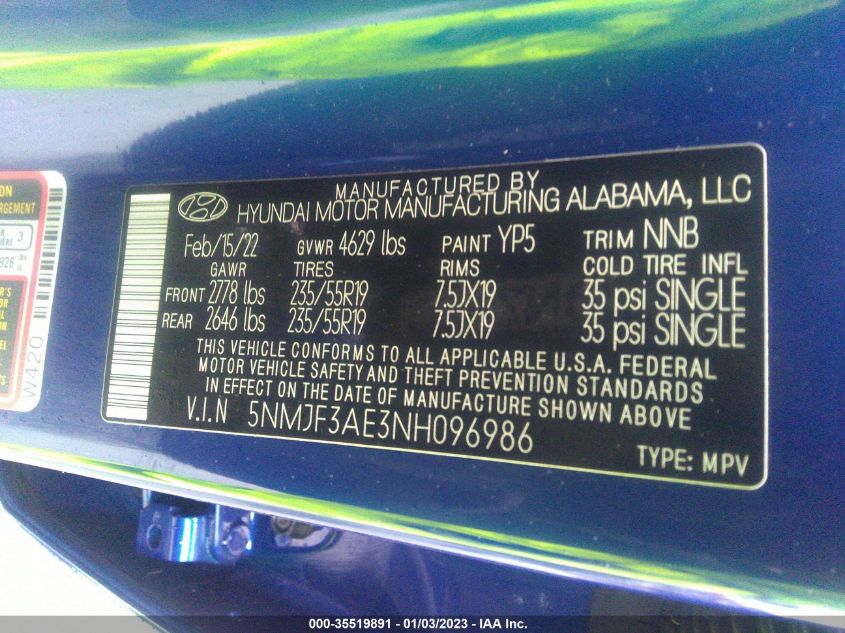 MANUFACTURED BY
HYUNDAI MOTOR MANUFACTURING ALABAMA, LLC
Feb/15/22 GVWR 4629 lbs PAINT YP5 TRIM NNB
GAWR TIRES RIMS COLD TIRE INFL
FRONT 2778 lbs 235/55R19 7.5JX19 35 psi SINGLE
REAR 2646 lbs 235/55R19 7.5JX19 35 psi SINGLE
THIS VEHICLE CONFORMS TO ALL APPLICABLE U.S.A. FEDERAL
MOTOR VEHICLE SAFETY AND THEFT PREVENTION STANDARDS
IN EFFECT ON THE DATE OF MANUFACTURE SHOWN ABOVE.
V.I.N 5NMJF3AE3NH096986
TYPE: MPV
3
W420
000-35519891 - 01/03/2023 - IAA Inc.